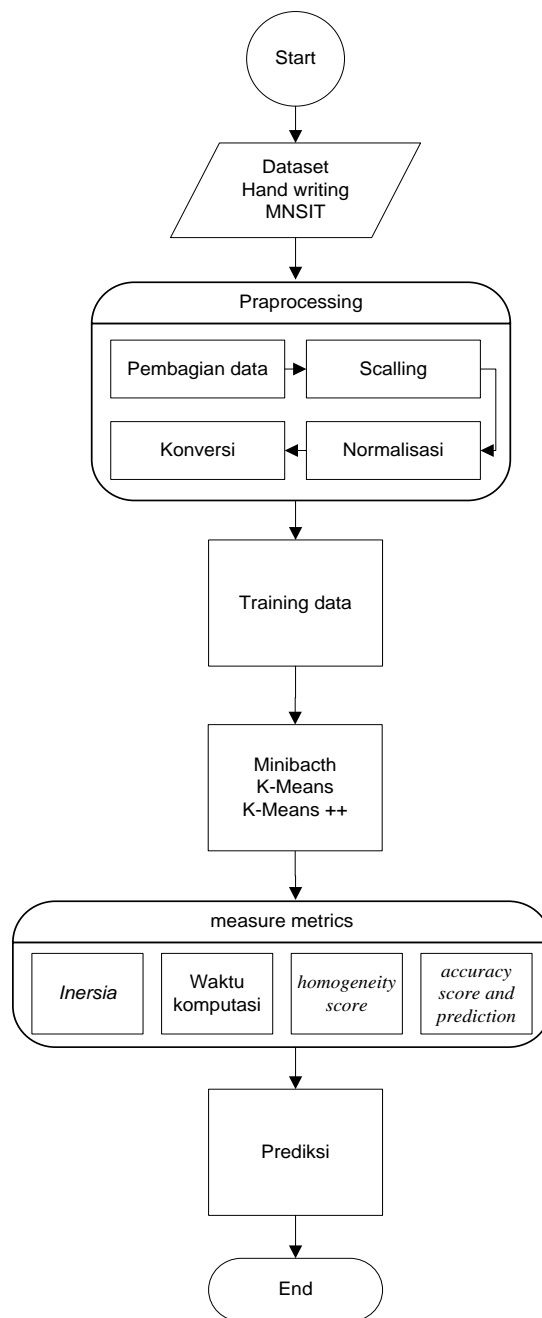 Start
Dataset
Hand writing
MNSIT
Praprocessing
Pembagian data
Scalling
Konversi
Normalisasi
Training data
Minibacth
K-Means
K-Means ++
measure metrics
Inersia
Waktu
komputasi
homogeneity
score
accuracy
score and
prediction
Prediksi
End